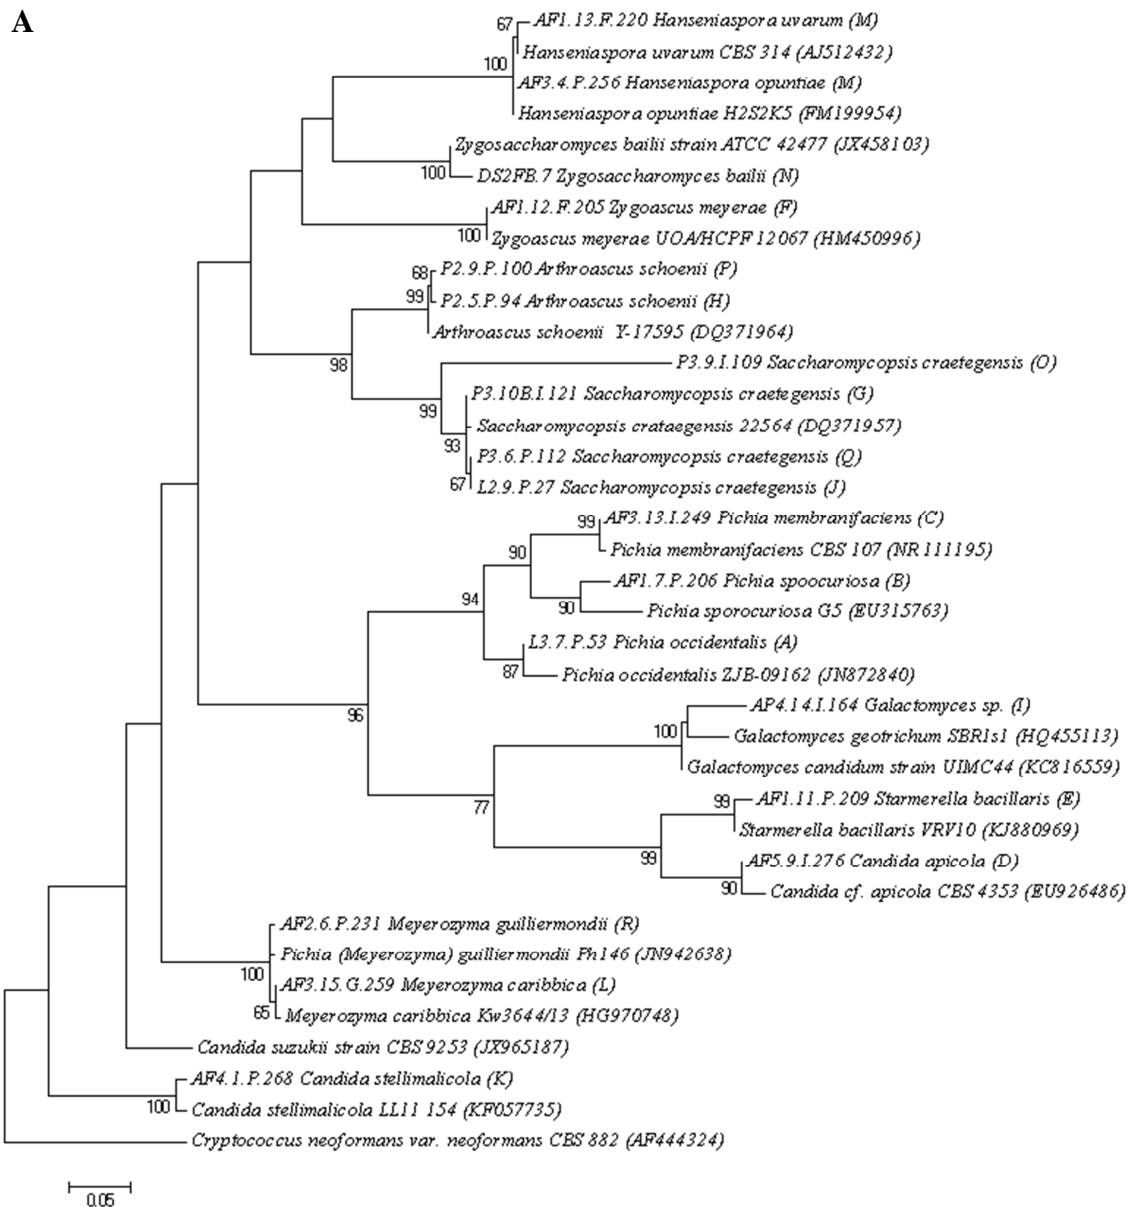 A
67
AF1.13.F.220 Hanseniaspora uvarum (M)
Hanseniaspora uvarum CBS 314 (AJ512432)
100
AF3.4.P.256 Hanseniaspora opuntiae (M)
Hanseniaspora opuntiae H2S2K5 (FM199954)
Zygosaccharomyces bailii strain ATCC 42477 (JX458103)
100
DS2FB.7 Zygosaccharomyces bailii (N)
AF1.12.F.205 Zygoascus meyerae (F)
100
Zygoascus meyerae UOA/HCPF 12067 (HM450996)
68
P2.9.P.100 Arthroascus schoenii (P)
99
P2.5.P.94 Arthroascus schoenii (H)
Arthroascus schoenii Y-17595 (DQ371964)
98
P3.9.I.109 Saccharomycopsis craetegensis (O)
P3.10B.I.121 Saccharomycopsis craetegensis (G)
99
Saccharomycopsis crataegensis 22564 (DQ371957)
93
P3.6.P.112 Saccharomycopsis craetegensis (Q)
67
L2.9.P.27 Saccharomycopsis craetegensis (J)
99
AF3.13.I.249 Pichia membranifaciens (C)
90
Pichia membranifaciens CBS 107 (NR 111195)
AF1.7.P.206 Pichia spoocuriosa (B)
94
90
Pichia sporocuriosa G5 (EU315763)
L3.7.P.53 Pichia occidentalis (A)
87
Pichia occidentalis ZJB-09162 (JN872840)
96
AP4.14.I.164 Galactomyces sp. (I)
100
Galactomyces geotrichum SBR1s1 (HQ455113)
Galactomyces candidum strain UIMC44 (KC816559)
77
99
AF1.11.P.209 Starmerella bacillaris (E)
Starmerella bacillaris VRV10 (KJ880969)
99
AF5.9.I.276 Candida apicola (D)
90
Candida cf. apicola CBS 4353 (EU926486)
AF2.6.P.231 Meyerozyma guilliermondii (R)
Pichia (Meyerozyma) guilliermondii Ph146 (JN942638)
100
AF3.15.G.259 Meyerozyma caribbica (L)
65
Meyerozyma caribbica Kw3644/13 (HG970748)
Candida suzukii strain CBS 9253 (JX965187)
AF4.1.P.268 Candida stellimalicola (K)
100
Candida stellimalicola LL11 154 (KF057735)
Cryptococcus neoformans var. neoformans CBS 882 (AF444324)
0.05